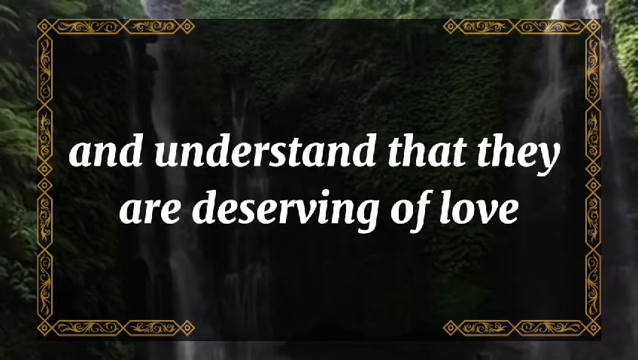 and understand that they
are deserving of love